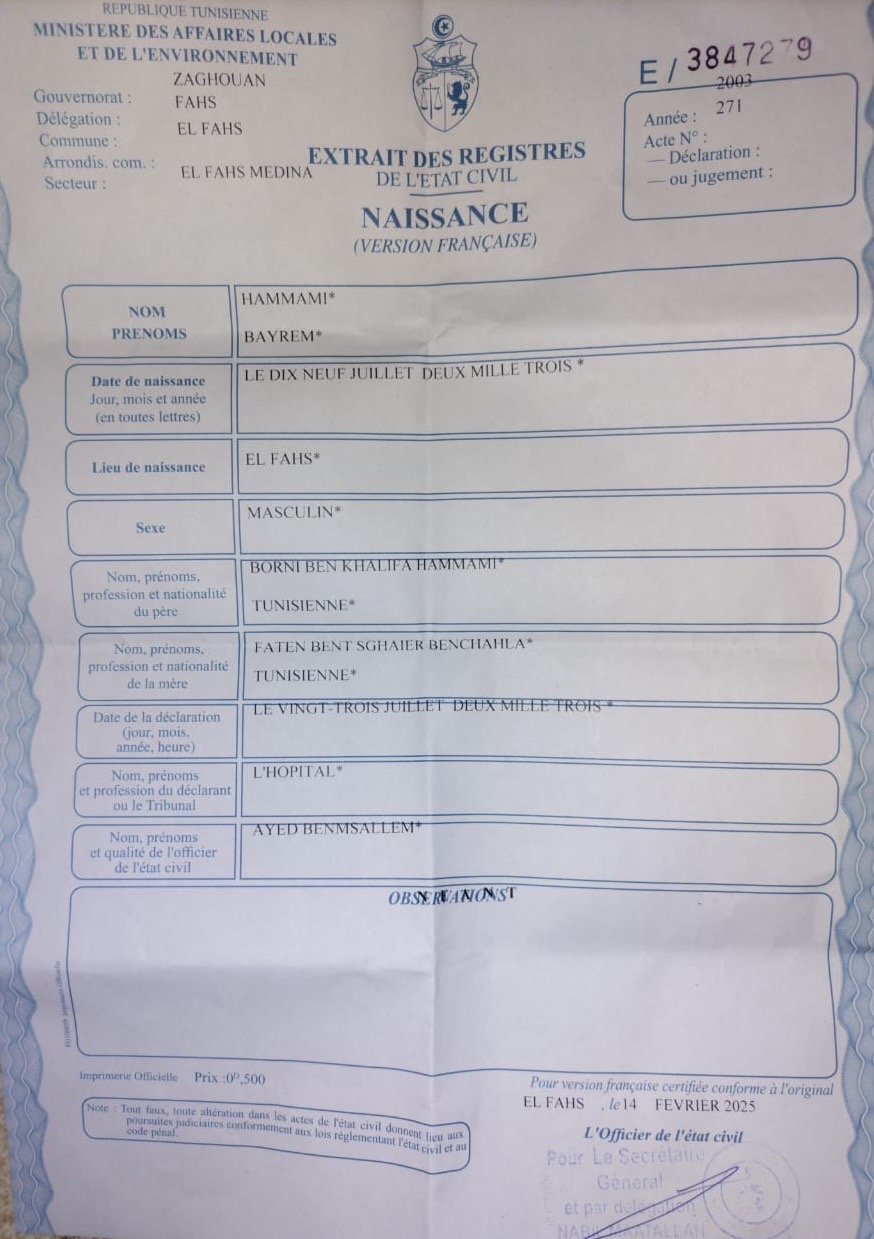 REPUBLIQUE TUNISIENNE
MINISTERE DES AFFAIRES LOCALES
ET DE L'ENVIRONNEMENT
Gouvernorat : ZAGHOUAN
Délégation : FAHS
Commune : EL FAHS
Arrondis. com. :
Secteur : EL FAHS MEDINA
E / 3847279
2003
Année : 271
Acte N° :
— Déclaration :
— ou jugement :
EXTRAIT DES REGISTRES
DE L'ETAT CIVIL
NAISSANCE
(VERSION FRANÇAISE)
NOM
PRENOMS
HAMMAMI*
BAYREM*
Date de naissance
Jour, mois et année
(en toutes lettres)
LE DIX NEUF JUILLET DEUX MILLE TROIS *
Lieu de naissance
EL FAHS*
Sexe
MASCULIN*
Nom, prénoms,
profession et nationalité
du père
BORNI BEN KHALIFA HAMMAMI*
TUNISIENNE*
Nom, prénoms,
profession et nationalité
de la mère
FATEN BENT SGHAIER BENCHAHLA*
TUNISIENNE*
Date de la déclaration
(jour, mois,
année, heure)
LE VINGT-TROIS JUILLET DEUX MILLE TROIS *
Nom, prénoms
et profession du déclarant
ou le Tribunal
L'HOPITAL*
Nom, prénoms
et qualité de l'officier
de l'état civil
AYED BENMSALLEM*
OBSERVATIONS
N E A N T
Imprimerie Officielle Prix :0ᴰ,500
Note : Tout faux, toute altération dans les actes de l'état civil donnent lieu aux
poursuites judiciaires conformement aux lois réglementant l'état civil et au
code pénal.
Pour version française certifiée conforme à l'original
EL FAHS , le 14 FEVRIER 2025
L'Officier de l'état civil
Pour Le Secrétaire
Général
et par délégation
NABIL MAATALLAH